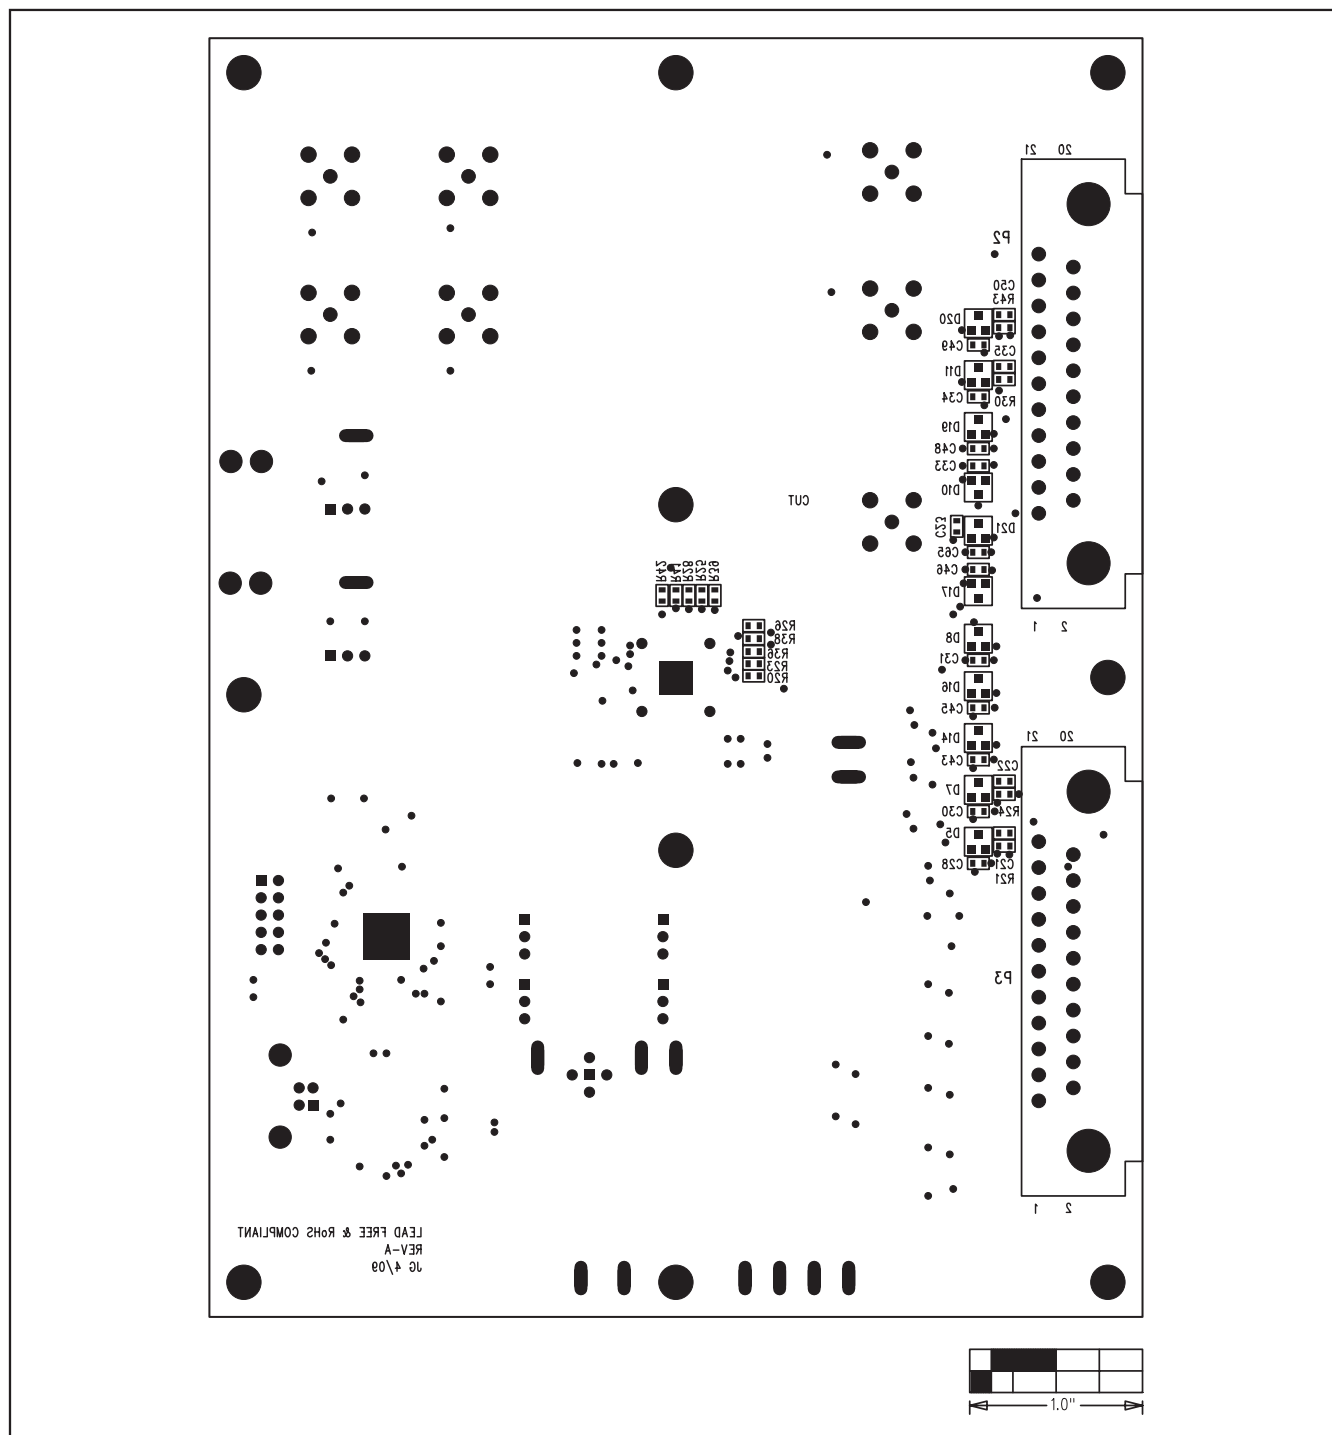 21 20
P2
C50
R43
D20
C49
C35
D11
C34
R30
D19
C48
C33
D10
CUT
C23
D21
C65
C46
D17
R42 R41 R28 R25 R39
R26
R38
R36
R23
R20
1 2
D8
C31
D16
C45
21 20
D14
C43
C22
D7
C30
R24
D5
C28
C21
R21
P3
1 2
LEAD FREE & RoHS COMPLIANT
REV-A
JG 4/09
1.0"